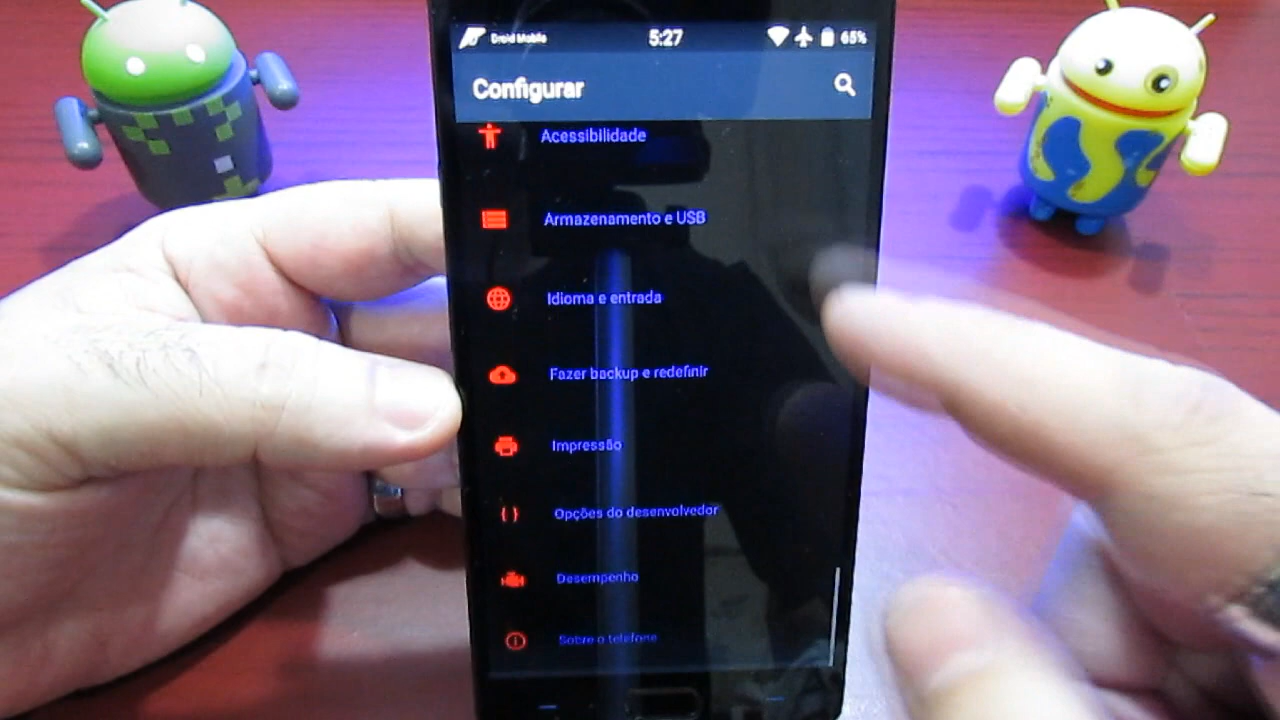 Droid Mobile 5:27 65%
Configurar
Acessibilidade
Armazenamento e USB
Idioma e entrada
Fazer backup e redefinir
Impressão
Opções do desenvolvedor
Desempenho
Sobre o telefone